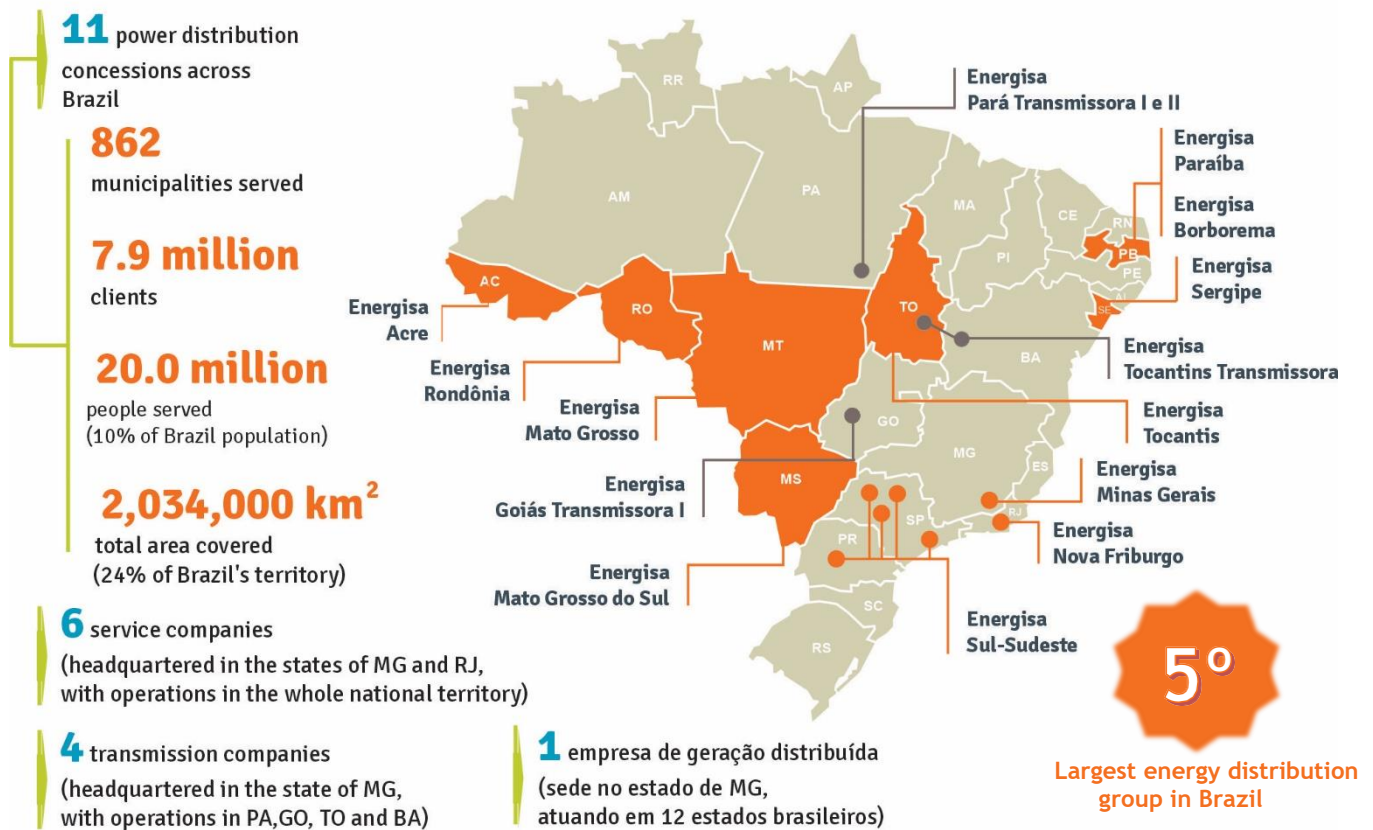 11 power distribution
concessions across
Brazil
862
municipalities served
7.9 million
clients
20.0 million
people served
(10% of Brazil population)
2,034,000 km²
total area covered
(24% of Brazil's territory)
6 service companies
(headquartered in the states of MG and RJ,
with operations in the whole national territory)
4 transmission companies
(headquartered in the state of MG,
with operations in PA,GO, TO and BA)
1 empresa de geração distribuída
(sede no estado de MG,
atuando em 12 estados brasileiros)
RR
AP
AM
PA
MA
CE
RN
PI
PB
PE
AL
SE
AC
RO
MT
TO
BA
GO
MG
ES
MS
SP
RJ
PR
SC
RS
Energisa
Pará Transmissora I e II
Energisa
Paraíba
Energisa
Borborema
Energisa
Sergipe
Energisa
Tocantins Transmissora
Energisa
Tocantis
Energisa
Minas Gerais
Energisa
Nova Friburgo
Energisa
Sul-Sudeste
Energisa
Acre
Energisa
Rondônia
Energisa
Mato Grosso
Energisa
Goiás Transmissora I
Energisa
Mato Grosso do Sul
5º
Largest energy distribution
group in Brazil